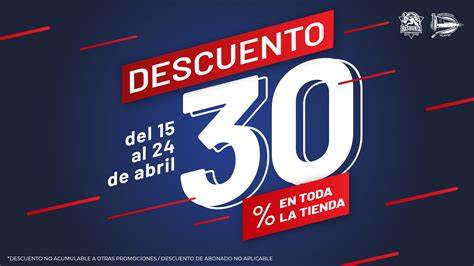 BASKONIA
DESCUENTO
del 15
al 24
de abril
30
%
EN TODA
LA TIENDA
*DESCUENTO NO ACUMULABLE A OTRAS PROMOCIONES / DESCUENTO DE ABONADO NO APLICABLE